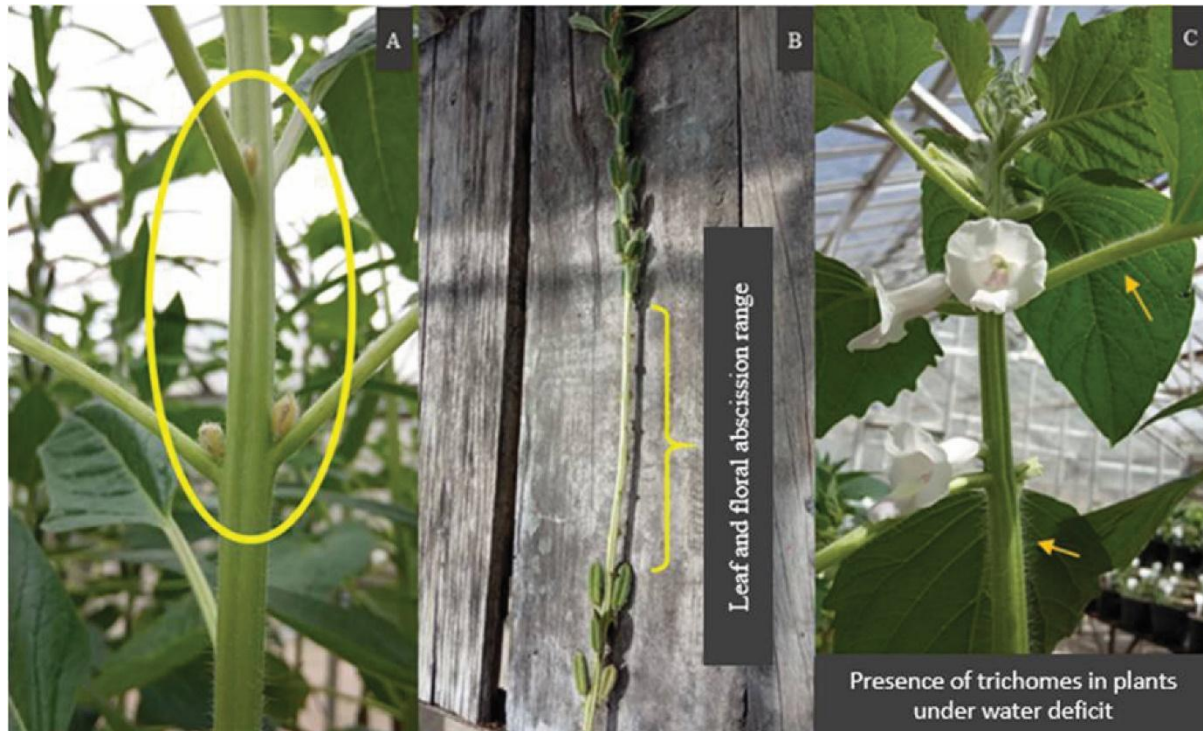 A
B
C
Leaf and floral abscission range
Presence of trichomes in plants
under water deficit